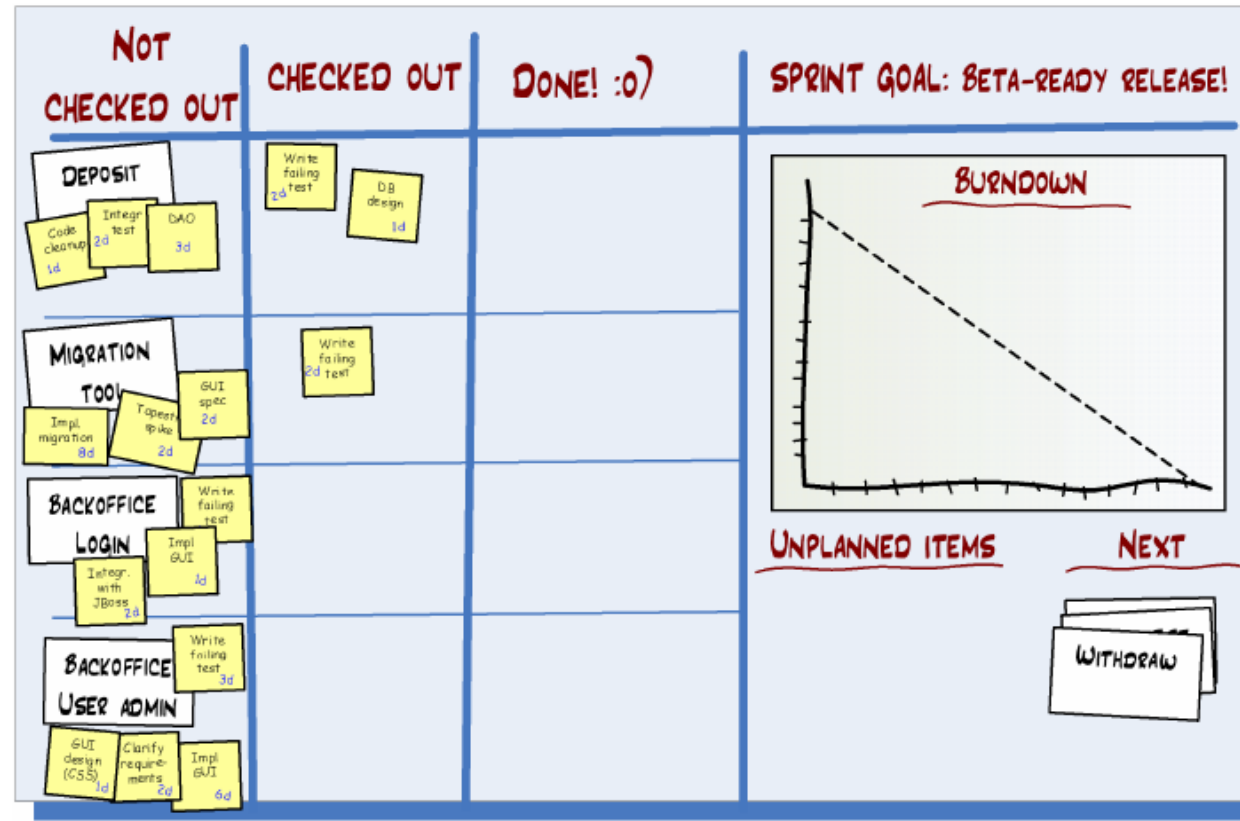 NOT
CHECKED OUT
CHECKED OUT
DONE! :o)
SPRINT GOAL: BETA-READY RELEASE!
DEPOSIT
Code
cleanup
1d
Integr
test
2d
DAO
3d
Write
failing
test
2d
DB
design
1d
MIGRATION
TOOL
Impl.
migration
8d
spike
2d
GUI
spec
2d
Write
failing
test
2d
BACKOFFICE
LOGIN
Write
failing
test
Impl
GUI
1d
Integr.
with
JBoss
2d
BACKOFFICE
USER ADMIN
Write
failing
test
3d
GUI
design
(CSS)
1d
Clarify
require-
ments
2d
Impl
GUI
6d
BURNDOWN
UNPLANNED ITEMS
NEXT
WITHDRAW